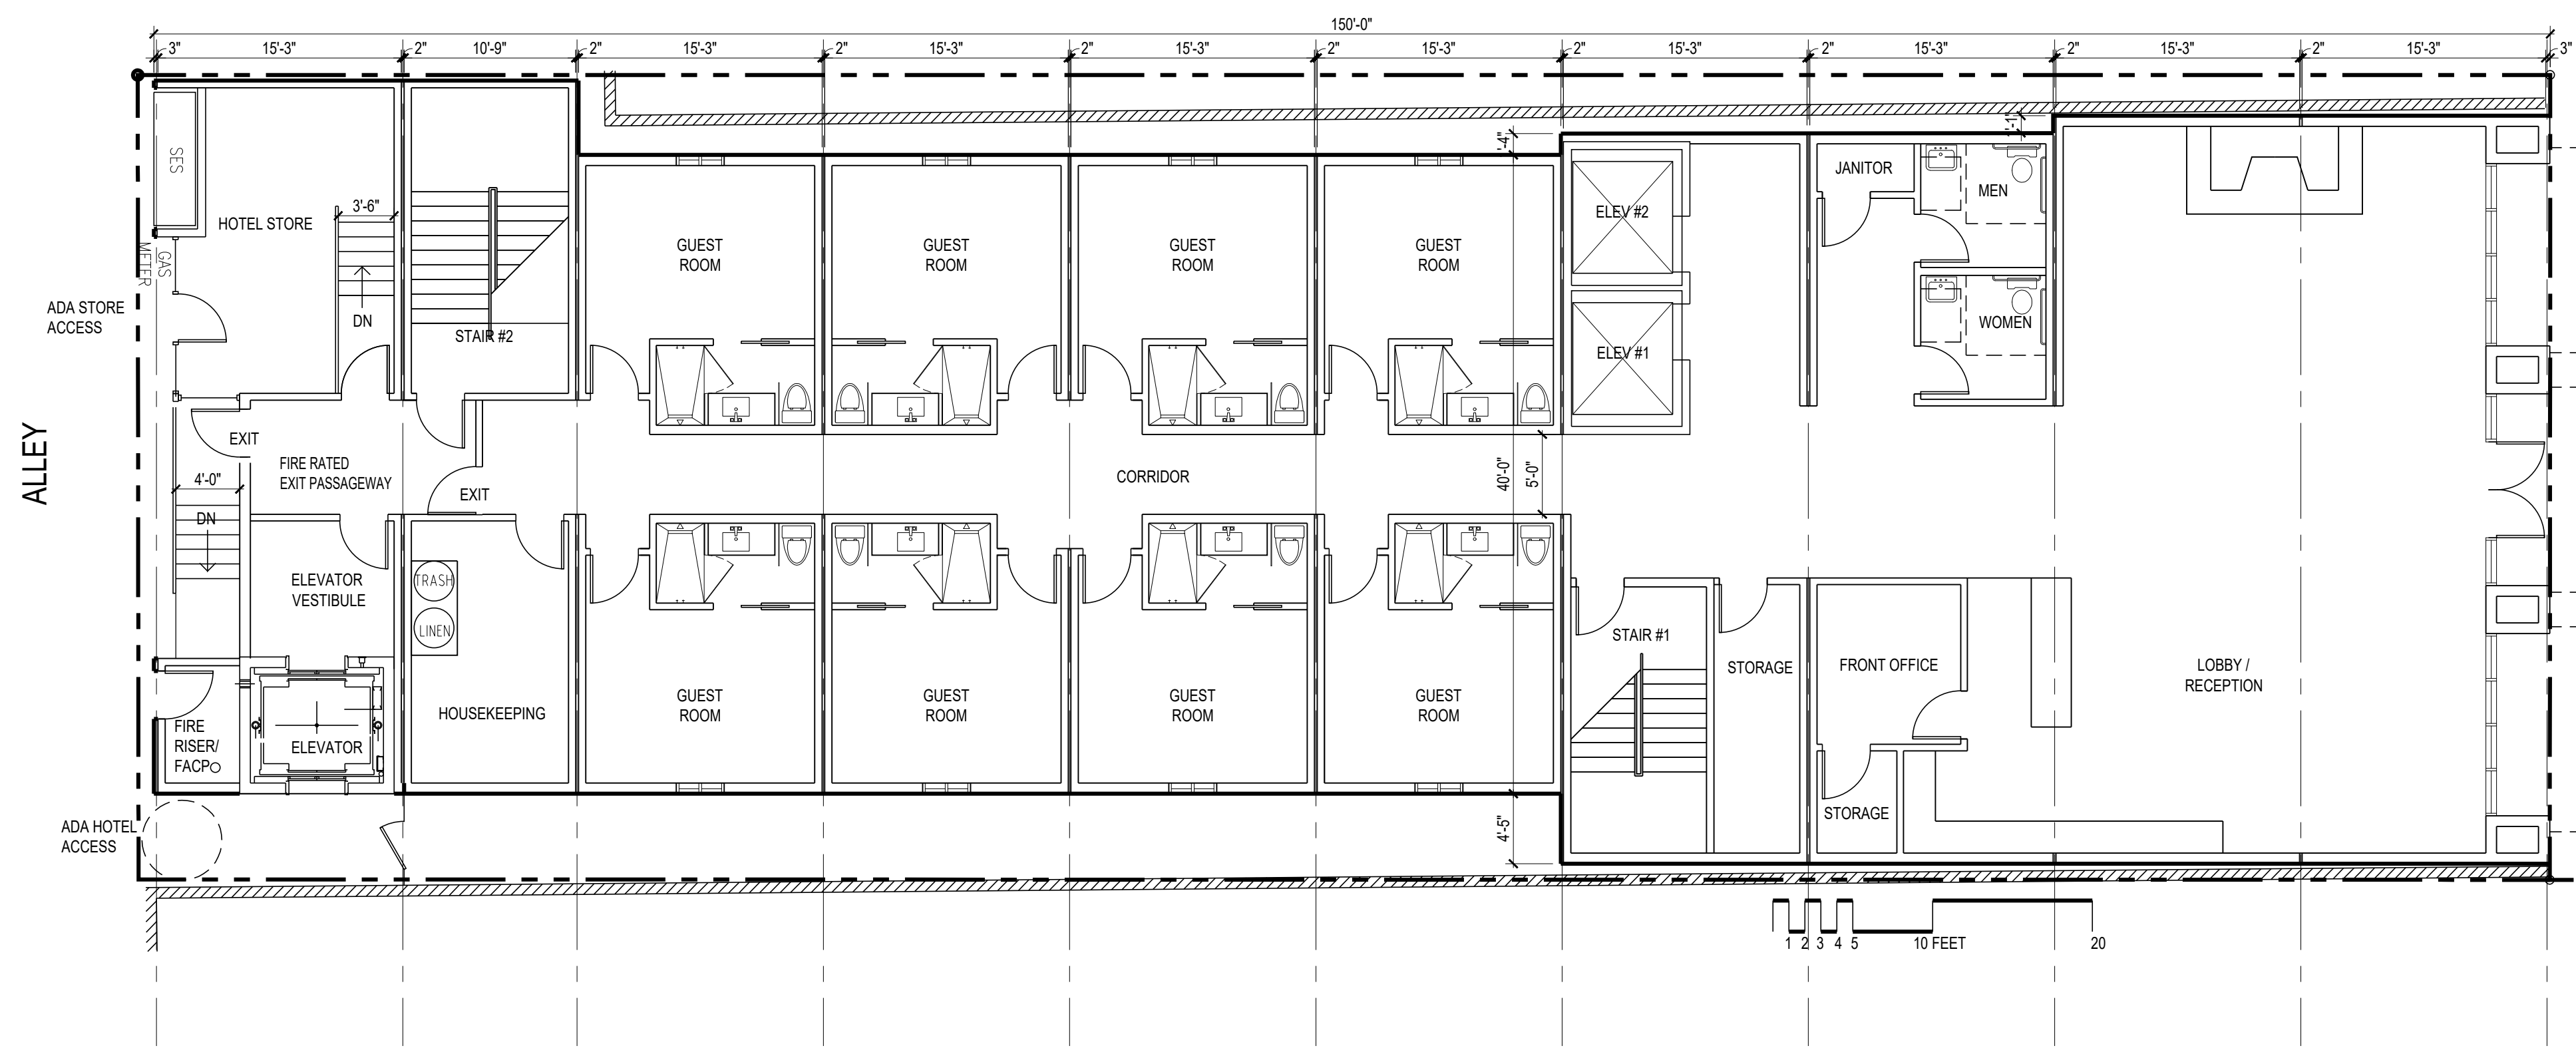 150'-0"
3" 15'-3" 2" 10'-9" 2" 15'-3" 2" 15'-3" 2" 15'-3" 2" 15'-3" 2" 15'-3" 2" 15'-3" 2" 15'-3" 2" 15'-3" 3"
SES
HOTEL STORE
3'-6"
GAS
METER
DN
ADA STORE
ACCESS
STAIR #2
GUEST
ROOM
GUEST
ROOM
GUEST
ROOM
GUEST
ROOM
ELEV #2
ELEV #1
JANITOR
MEN
WOMEN
ALLEY
EXIT
FIRE RATED
EXIT PASSAGEWAY
EXIT
4'-0"
DN
CORRIDOR
40'-0"
5'-0"
ELEVATOR
VESTIBULE
TRASH
LINEN
HOUSEKEEPING
FIRE
RISER/
FACP
ELEVATOR
GUEST
ROOM
GUEST
ROOM
GUEST
ROOM
GUEST
ROOM
STAIR #1
STORAGE
FRONT OFFICE
LOBBY /
RECEPTION
STORAGE
4'-5"
ADA HOTEL
ACCESS
1 2 3 4 5 10 FEET 20